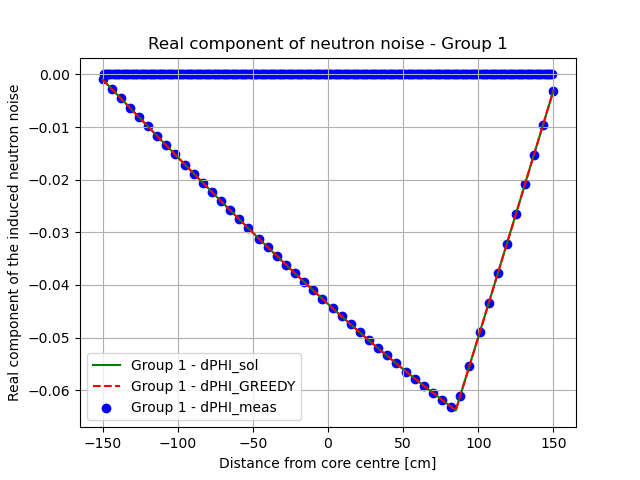 Real component of neutron noise - Group 1
Real component of the induced neutron noise
0.00
−0.01
−0.02
−0.03
−0.04
−0.05
−0.06
Group 1 - dPHI_sol
Group 1 - dPHI_GREEDY
Group 1 - dPHI_meas
−150
−100
−50
0
50
100
150
Distance from core centre [cm]